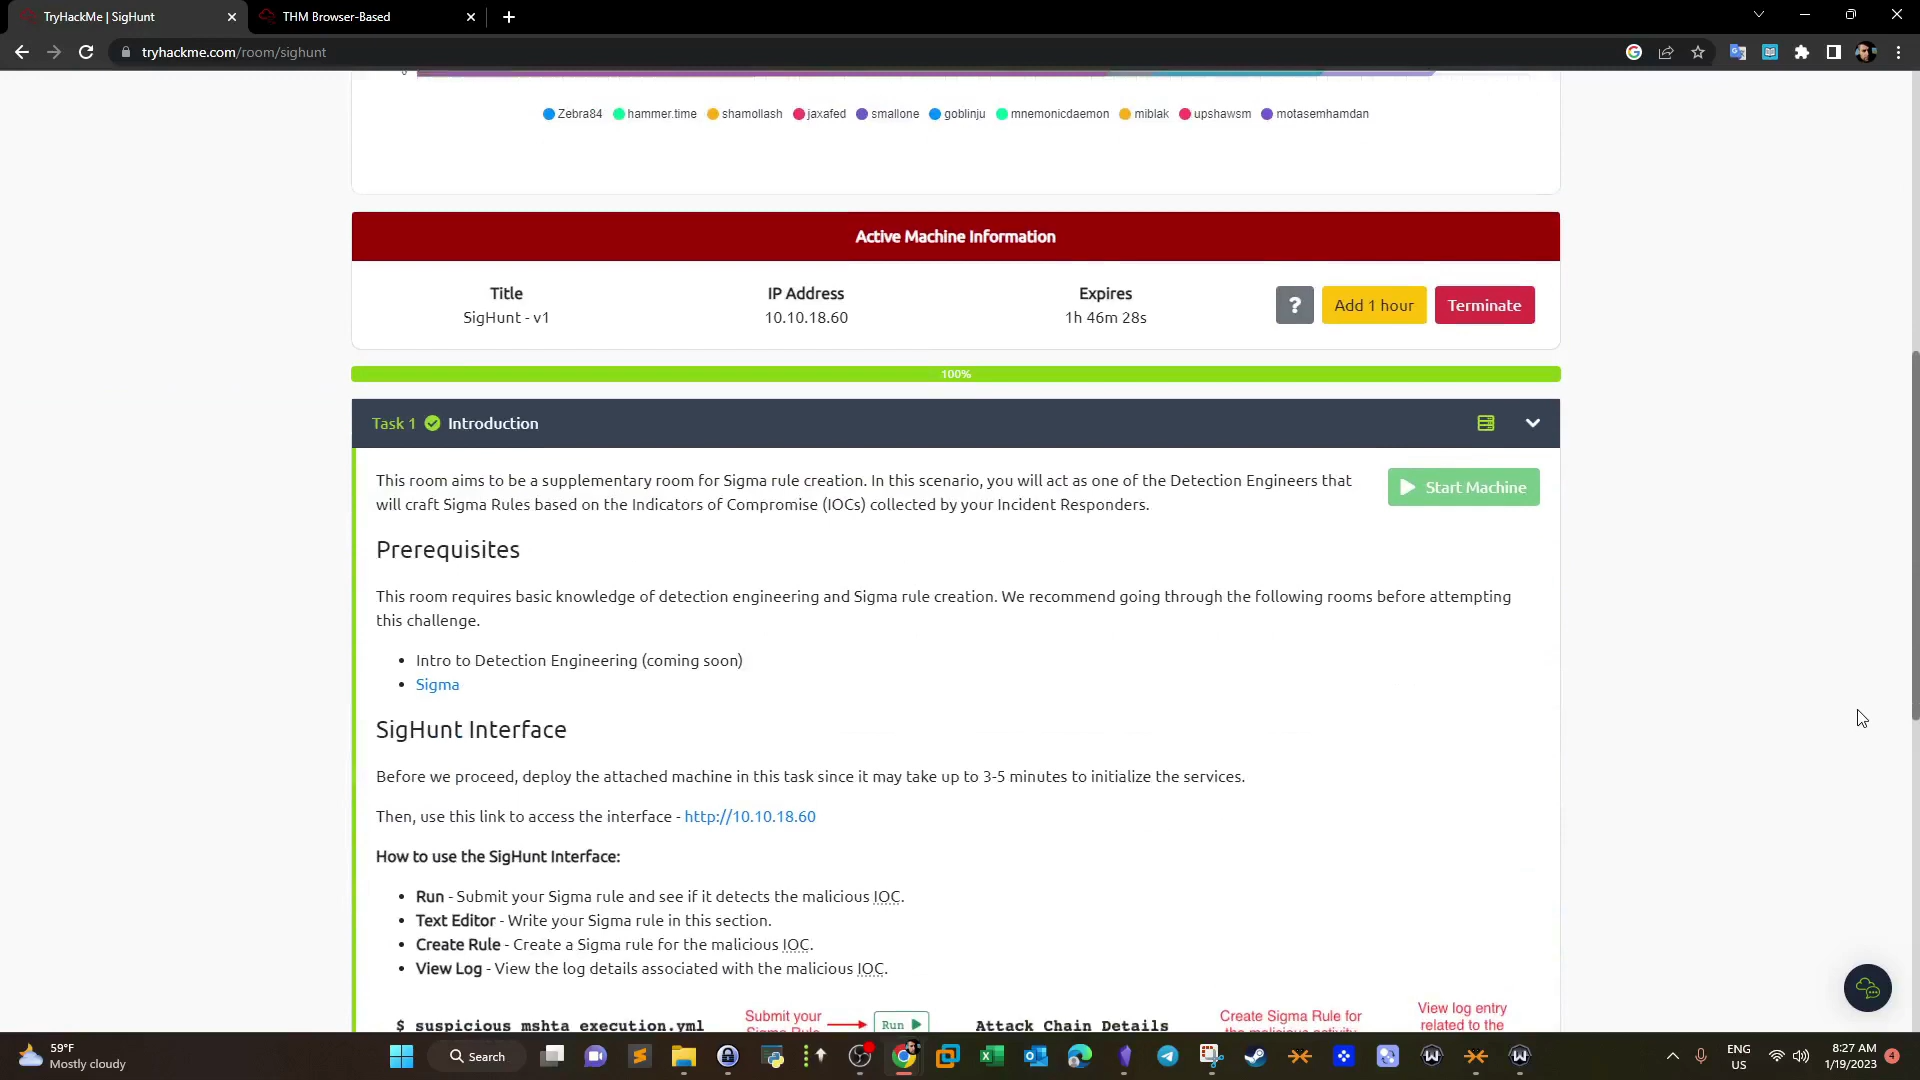 TryHackMe | SigHunt
THM Browser-Based
tryhackme.com/room/sighunt
0
Zebra84 hammer.time shamollash jaxafed smallone goblinju mnemonicdaemon miblak upshawsm motasemhamdan
Active Machine Information
Title IP Address Expires
SigHunt - v1 10.10.18.60 1h 46m 28s
? Add 1 hour Terminate
100%
Task 1 Introduction
This room aims to be a supplementary room for Sigma rule creation. In this scenario, you will act as one of the Detection Engineers that
will craft Sigma Rules based on the Indicators of Compromise (IOCs) collected by your Incident Responders.
Start Machine
Prerequisites
This room requires basic knowledge of detection engineering and Sigma rule creation. We recommend going through the following rooms before attempting
this challenge.
• Intro to Detection Engineering (coming soon)
• Sigma
SigHunt Interface
Before we proceed, deploy the attached machine in this task since it may take up to 3-5 minutes to initialize the services.
Then, use this link to access the interface - http://10.10.18.60
How to use the SigHunt Interface:
• Run - Submit your Sigma rule and see if it detects the malicious IOC.
• Text Editor - Write your Sigma rule in this section.
• Create Rule - Create a Sigma rule for the malicious IOC.
• View Log - View the log details associated with the malicious IOC.
Submit your Create Sigma Rule for View log entry
$ suspicious mshta execution.yml Run Attack Chain Details related to the
59°F
Mostly cloudy
Search
ENG
US
8:27 AM
1/19/2023
4